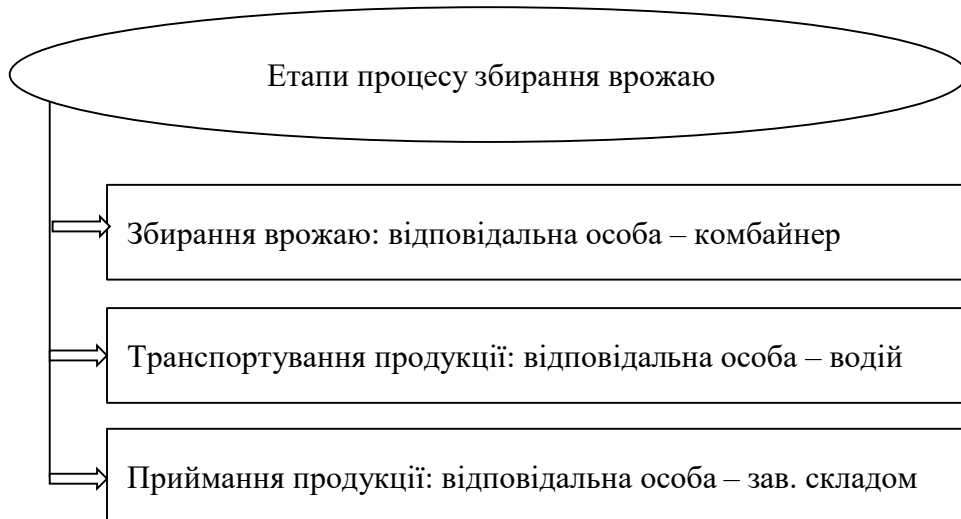 Етапи процесу збирання врожаю
Збирання врожаю: відповідальна особа – комбайнер
Транспортування продукції: відповідальна особа – водій
Приймання продукції: відповідальна особа – зав. складом